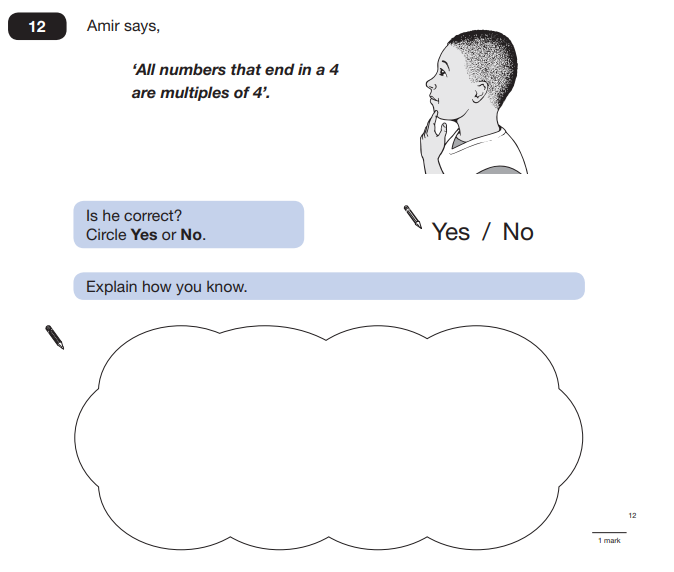 12
Amir says,
‘All numbers that end in a 4
are multiples of 4’.
Is he correct?
Circle Yes or No.
Yes / No
Explain how you know.
12
1 mark